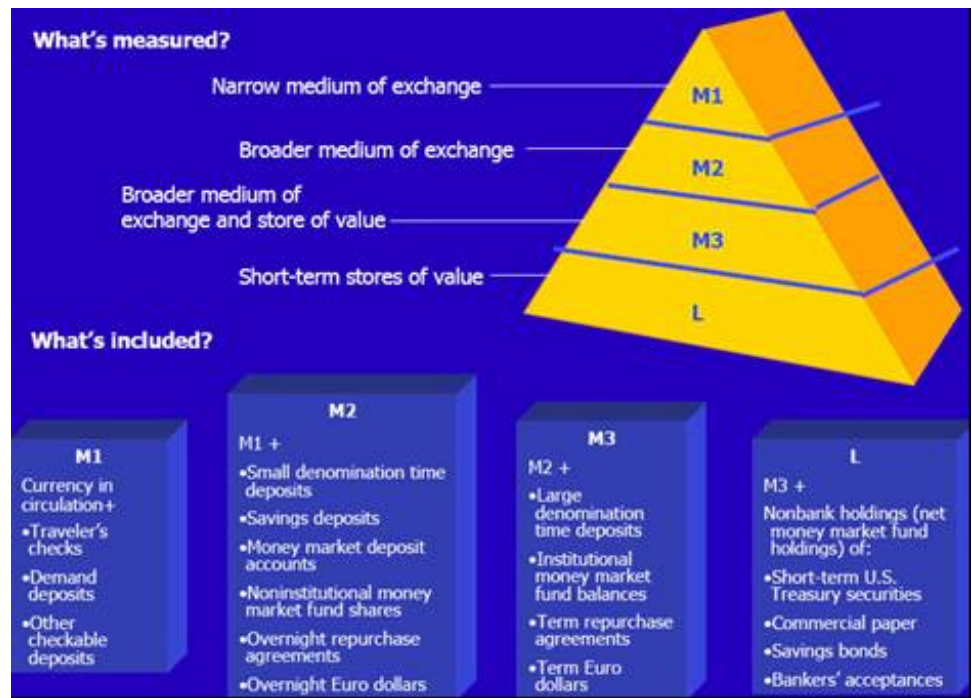 What's measured?
Narrow medium of exchange
M1
Broader medium of exchange
M2
Broader medium of
exchange and store of value
M3
Short-term stores of value
L
What's included?
M1
Currency in
circulation+
•Traveler's
checks
•Demand
deposits
•Other
checkable
deposits
M2
M1 +
•Small denomination time
deposits
•Savings deposits
•Money market deposit
accounts
•Noninstitutional money
market fund shares
•Overnight repurchase
agreements
•Overnight Euro dollars
M3
M2 +
•Large
denomination
time deposits
•Institutional
money market
fund balances
•Term repurchase
agreements
•Term Euro
dollars
L
M3 +
Nonbank holdings (net
money market fund
holdings) of:
•Short-term U.S.
Treasury securities
•Commercial paper
•Savings bonds
•Bankers' acceptances